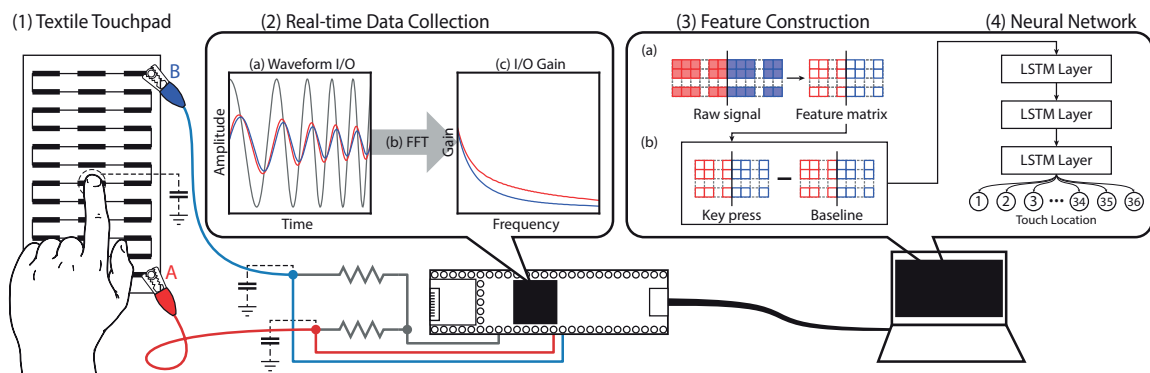 (1) Textile Touchpad
B
A
(2) Real-time Data Collection
(a) Waveform I/O
Amplitude
Time
(b) FFT
(c) I/O Gain
Gain
Frequency
(3) Feature Construction
(a)
Raw signal
Feature matrix
(b)
Key press
Baseline
(4) Neural Network
LSTM Layer
LSTM Layer
LSTM Layer
1 2 3 ••• 34 35 36
Touch Location